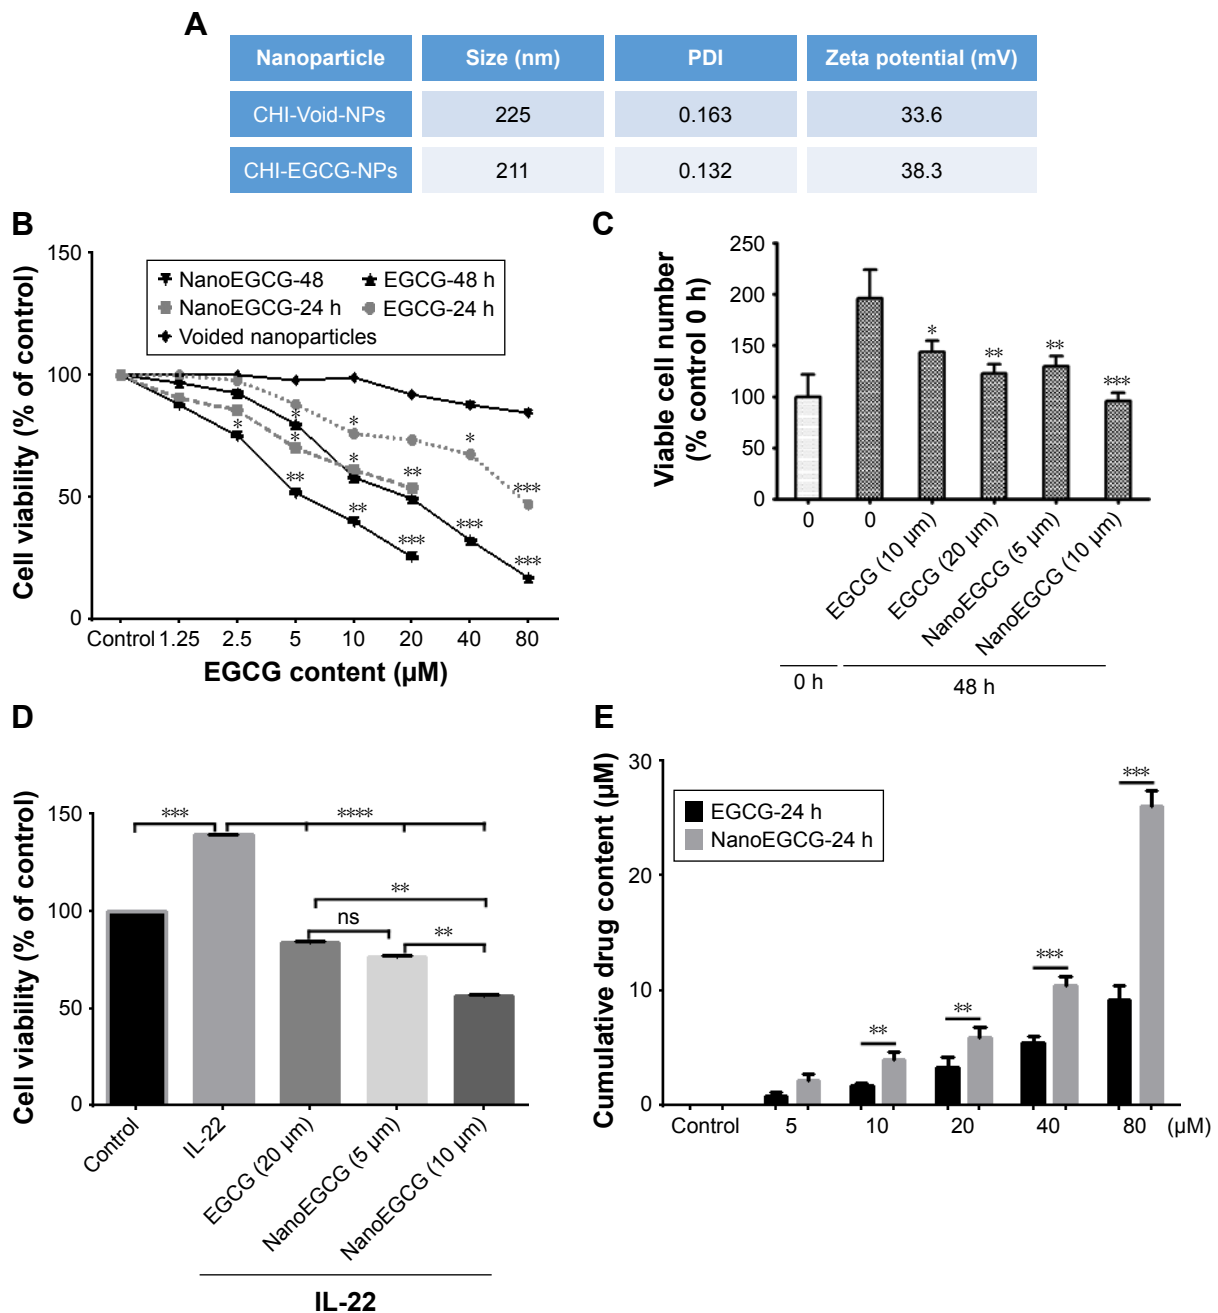 A
Nanoparticle Size (nm) PDI Zeta potential (mV)
CHI-Void-NPs 225 0.163 33.6
CHI-EGCG-NPs 211 0.132 38.3
B
Cell viability (% of control)
150
100
50
0
NanoEGCG-48 EGCG-48 h
NanoEGCG-24 h EGCG-24 h
Voided nanoparticles
* * * * * * ** ** ** *** * *** *** ***
Control 1.25 2.5 5 10 20 40 80
EGCG content (µM)
C
Viable cell number
(% control 0 h)
250
200
150
100
50
0
* ** ** ***
0
0
EGCG (10 µm)
EGCG (20 µm)
NanoEGCG (5 µm)
NanoEGCG (10 µm)
0 h 48 h
D
Cell viability (% of control)
150
100
50
0
*** ****
**
ns
**
Control
IL-22
EGCG (20 µm)
NanoEGCG (5 µm)
NanoEGCG (10 µm)
IL-22
E
Cumulative drug content (µM)
30
20
10
0
EGCG-24 h
NanoEGCG-24 h
** ** *** ***
Control 5 10 20 40 80 (µM)